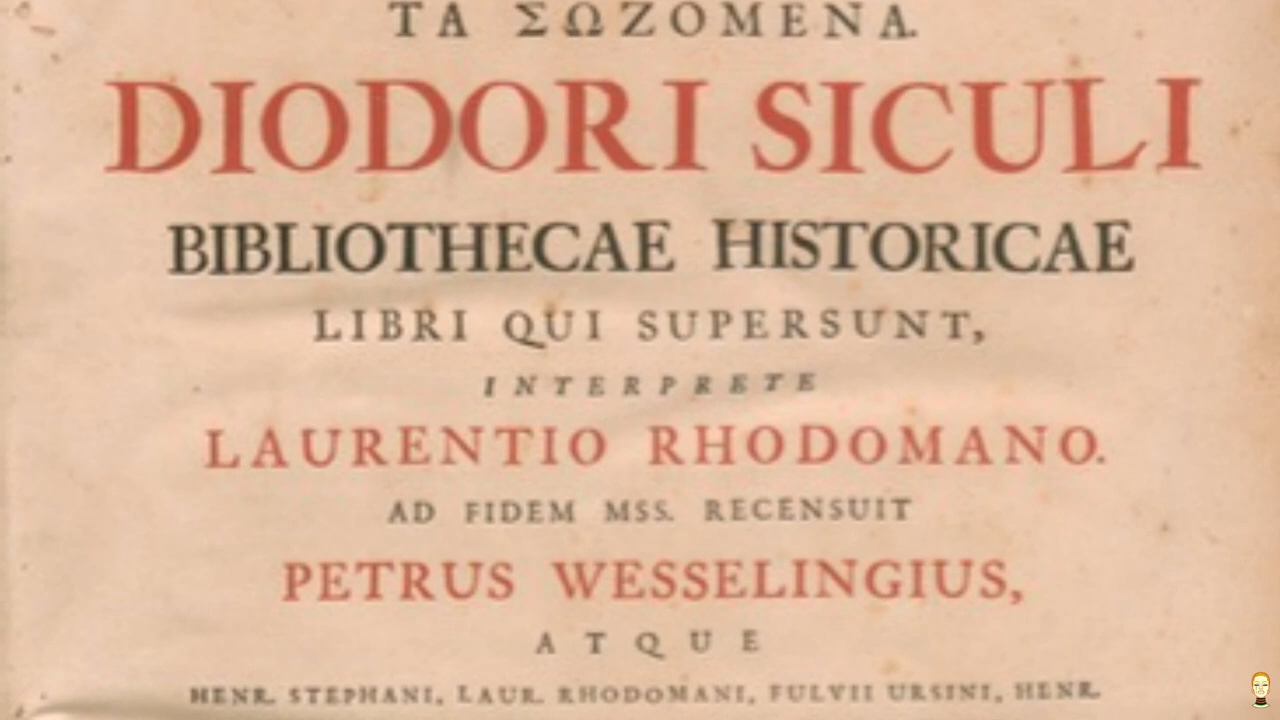 ΤΑ ΣΩΖΟΜΕΝΑ.
DIODORI SICULI
BIBLIOTHECAE HISTORICAE
LIBRI QUI SUPERSUNT,
INTERPRETE
LAURENTIO RHODOMANO.
AD FIDEM MSS. RECENSUIT
PETRUS WESSELINGIUS,
ATQUE
HENR. STEPHANI, LAUR. RHODOMANI, FULVII URSINI, HENR.